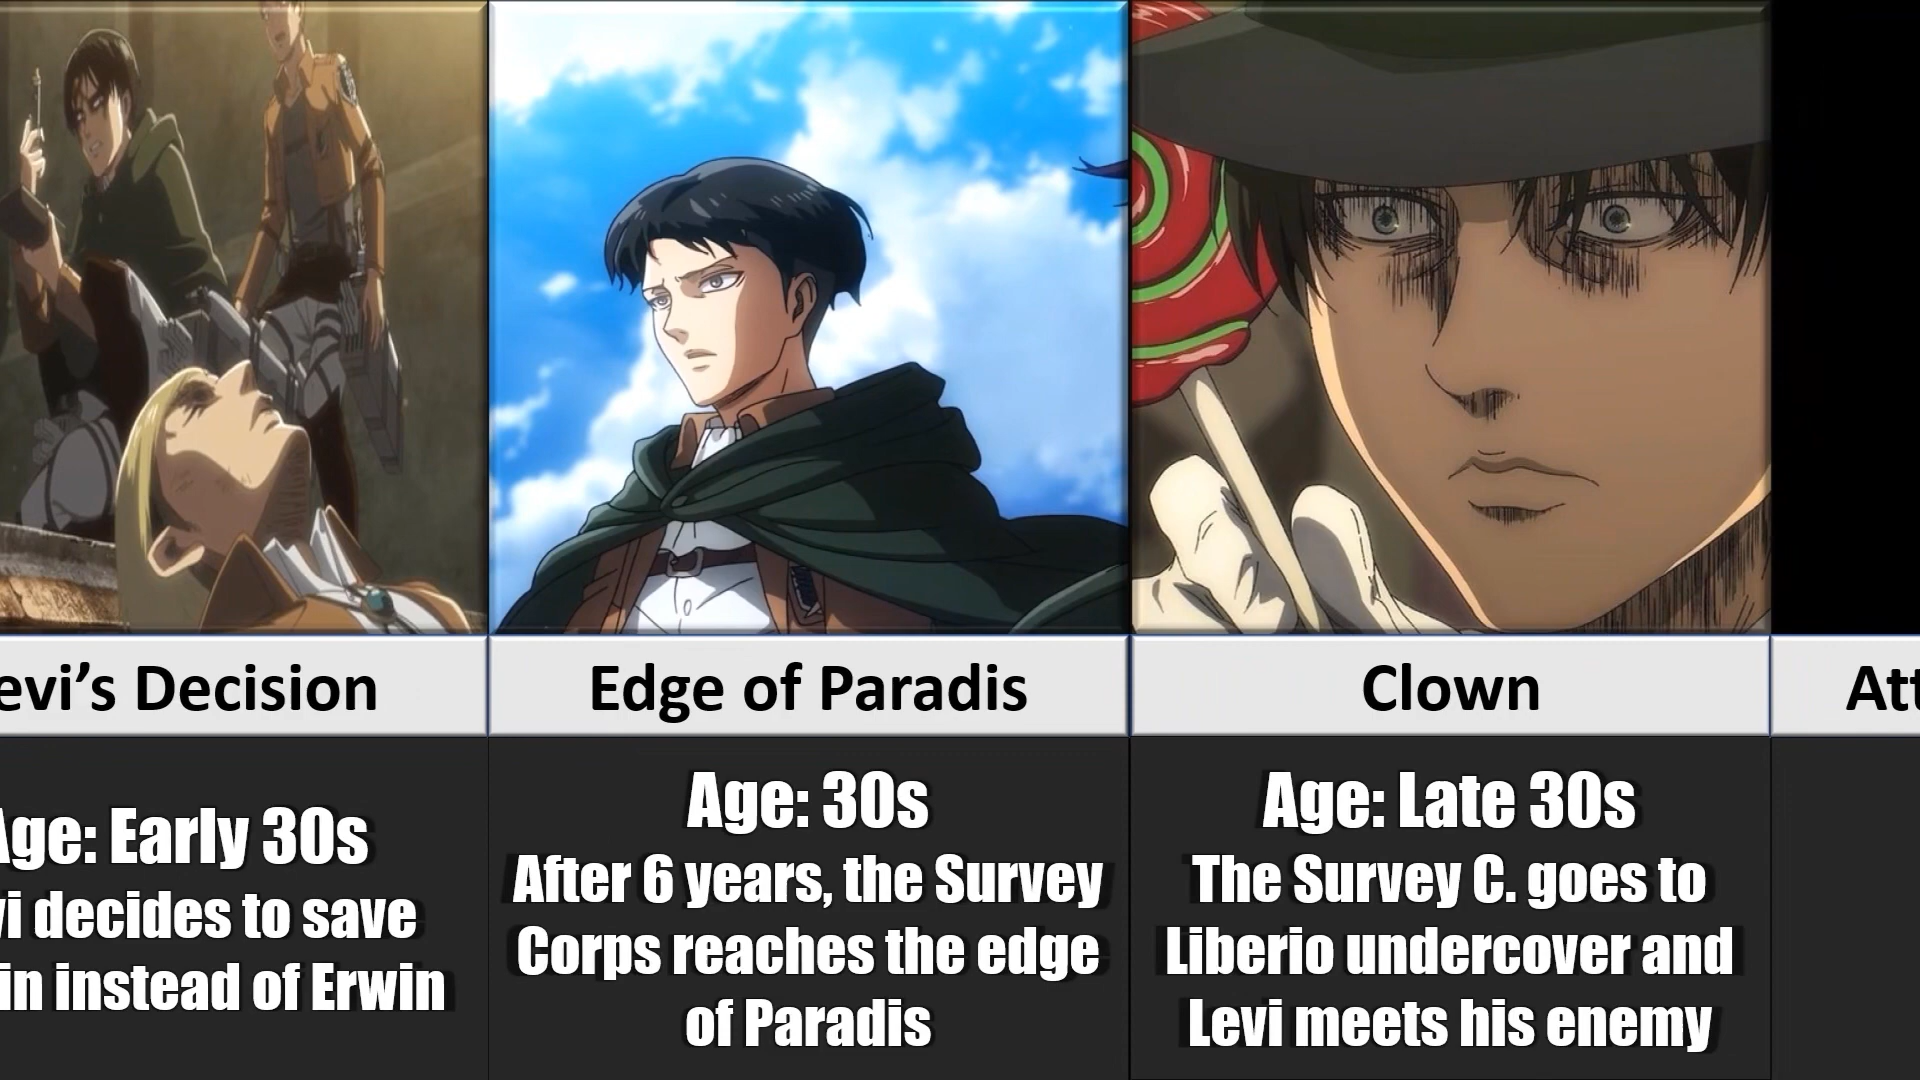 evi's Decision
Age: Early 30s
vi decides to save
in instead of Erwin
Edge of Paradis
Age: 30s
After 6 years, the Survey
Corps reaches the edge
of Paradis
Clown
Age: Late 30s
The Survey C. goes to
Liberio undercover and
Levi meets his enemy
Att